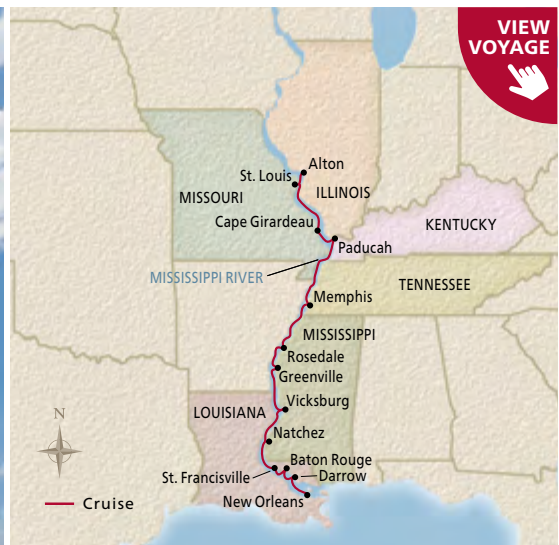 VIEW
VOYAGE
Alton
St. Louis
ILLINOIS
MISSOURI
Cape Girardeau
KENTUCKY
Paducah
MISSISSIPPI RIVER
TENNESSEE
Memphis
MISSISSIPPI
Rosedale
Greenville
Vicksburg
LOUISIANA
Natchez
N
Baton Rouge
St. Francisville
Darrow
New Orleans
Cruise